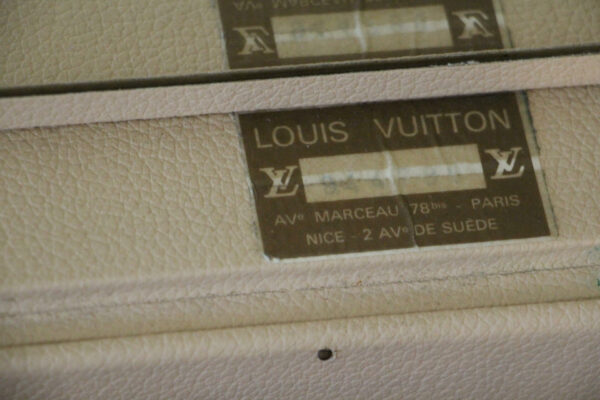 LOUIS VUITTON
LV LV
AVe MARCEAU 78bis - PARIS
NICE - 2 AVe DE SUÈDE